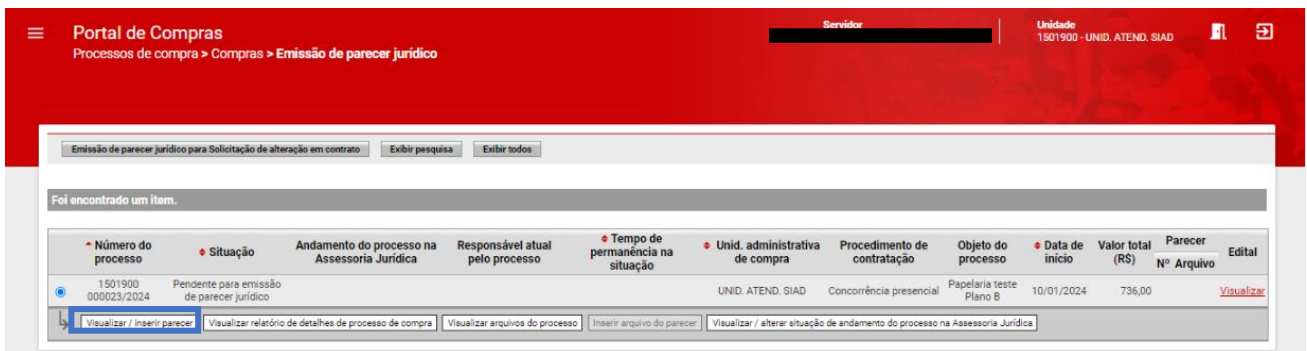 Portal de Compras
Processos de compra > Compras > Emissão de parecer jurídico
Servidor
Unidade
1501900 - UNID. ATEND. SIAD
Emissão de parecer jurídico para Solicitação de alteração em contrato Exibir pesquisa Exibir todos
Foi encontrado um item.
Número do processo Situação Andamento do processo na Assessoria Jurídica Responsável atual pelo processo Tempo de permanência na situação Unid. administrativa de compra Procedimento de contratação Objeto do processo Data de início Valor total (R$) Parecer Nº Arquivo Edital
1501900 000023/2024 Pendente para emissão de parecer jurídico UNID. ATEND. SIAD Concorrência presencial Papelaria teste Plano B 10/01/2024 736,00 Visualizar
Visualizar / inserir parecer Visualizar relatório de detalhes de processo de compra Visualizar arquivos do processo Inserir arquivo do parecer Visualizar / alterar situação de andamento do processo na Assessoria Jurídica